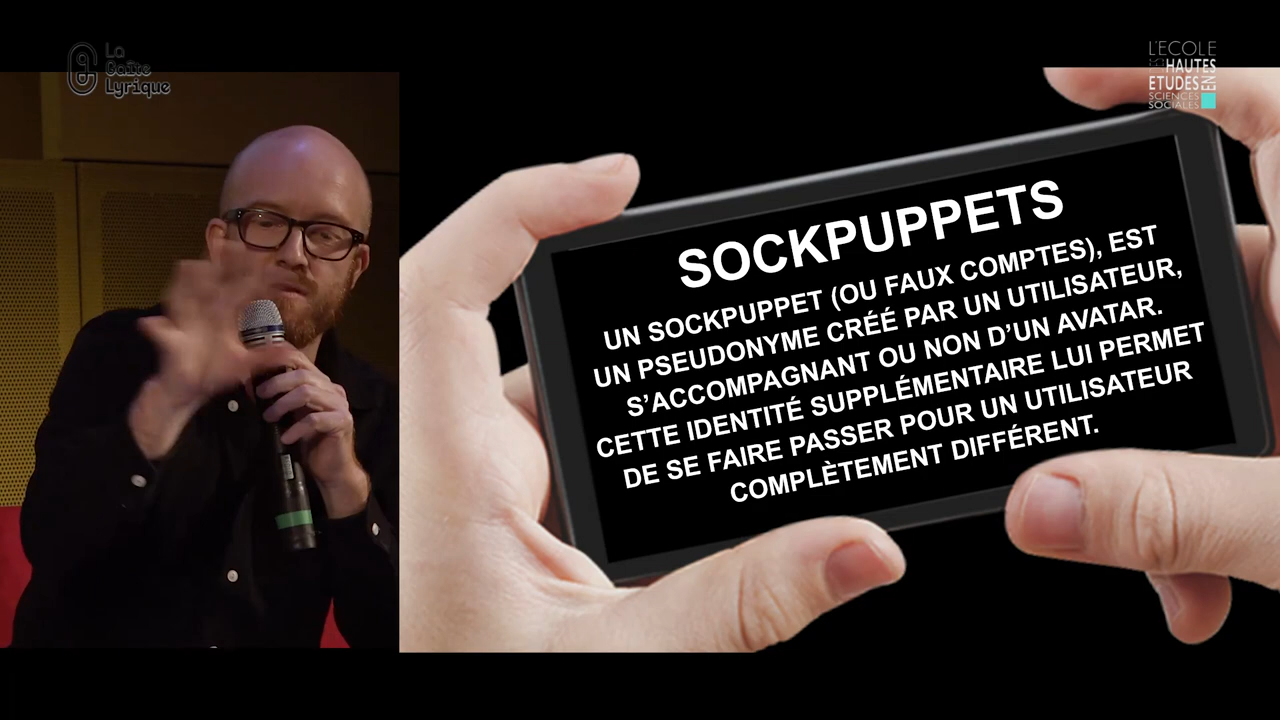 La
Gaîte
Lyrique
L'ECOLE
DES HAUTES
ETUDES EN
SCIENCES
SOCIALES
SOCKPUPPETS
UN SOCKPUPPET (OU FAUX COMPTES), EST
UN PSEUDONYME CRÉÉ PAR UN UTILISATEUR,
S'ACCOMPAGNANT OU NON D'UN AVATAR.
CETTE IDENTITÉ SUPPLÉMENTAIRE LUI PERMET
DE SE FAIRE PASSER POUR UN UTILISATEUR
COMPLÈTEMENT DIFFÉRENT.